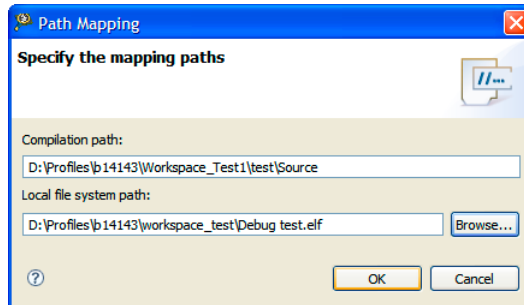 Path Mapping
Specify the mapping paths
//...
Compilation path:
D:\Profiles\b14143\Workspace_Test1\test\Source
Local file system path:
D:\Profiles\b14143\workspace_test\Debug test.elf
Browse...
?
OK
Cancel